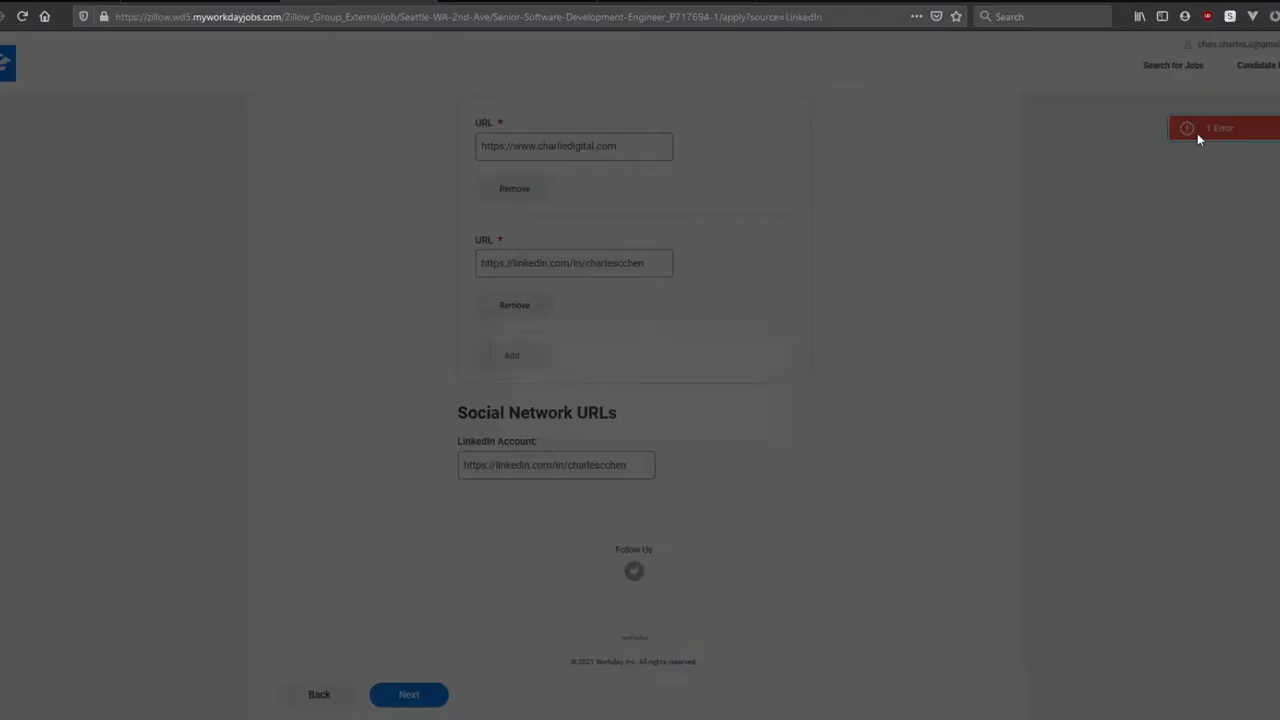 https://zillow.wd5.myworkdayjobs.com/Zillow_Group_External/job/Seattle-WA-2nd-Ave/Senior-Software-Development-Engineer_P717694-1/apply?source=LinkedIn
Search
chen.charles.c@gmai
Search for Jobs
Candidate
1 Error
URL *
https://www.charliedigital.com
Remove
URL *
https://linkedin.com/in/charlescchen
Remove
Add
Social Network URLs
LinkedIn Account:
https://linkedin.com/in/charlescchen
Follow Us
workday
© 2021 Workday, Inc. All rights reserved.
Back
Next